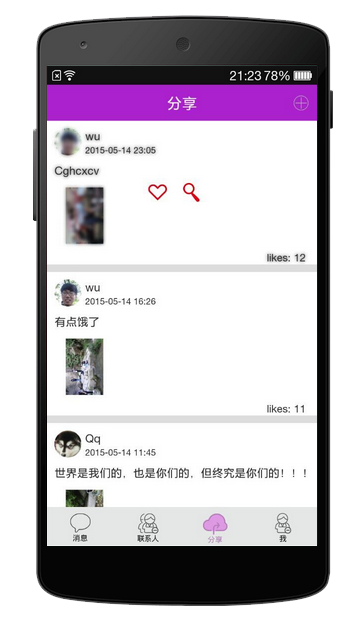 21:23 78%
分享
wu
2015-05-14 23:05
Cghcxcv
likes: 12
wu
2015-05-14 16:26
有点饿了
likes: 11
Qq
2015-05-14 11:45
世界是我们的，也是你们的，但终究是你们的！！！
消息 联系人 分享 我